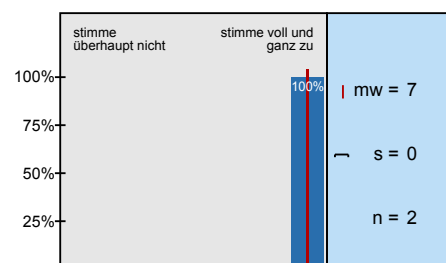 stimme
überhaupt nicht
stimme voll und
ganz zu
100%
75%
50%
25%
100%
mw = 7
s = 0
n = 2